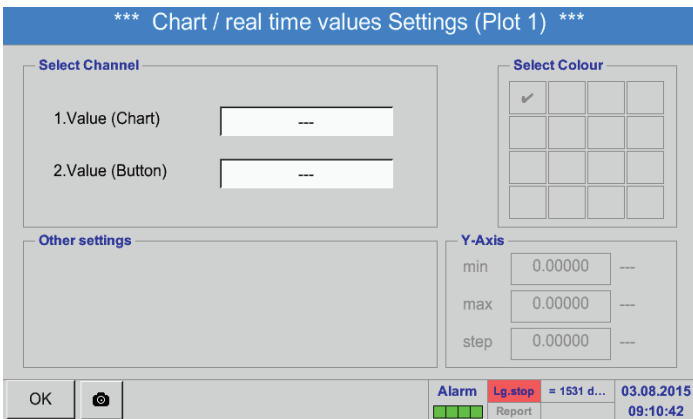 *** Chart / real time values Settings (Plot 1) ***
Select Channel
1.Value (Chart) ---
2.Value (Button) ---
Select Colour
✔
Other settings
Y-Axis
min 0.00000 ---
max 0.00000 ---
step 0.00000 ---
OK
Alarm Lg.stop = 1531 d... 03.08.2015
Report 09:10:42